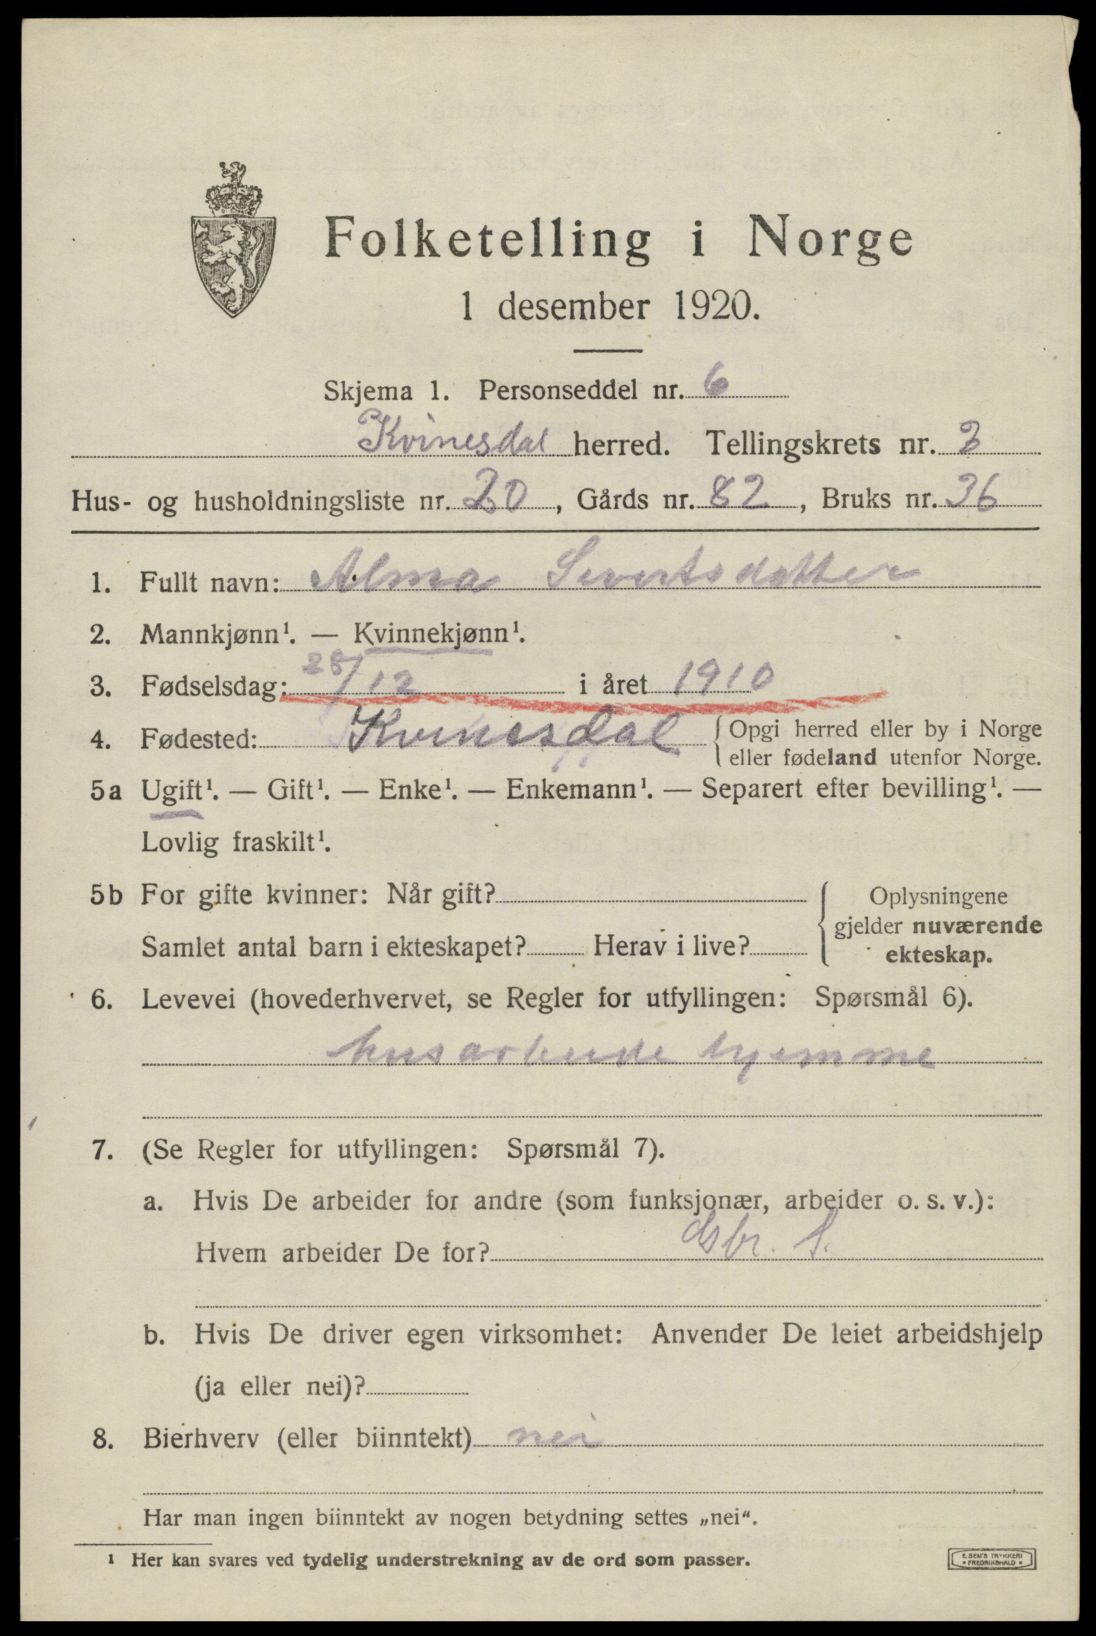 Folketelling i Norge
1 desember 1920.
Skjema 1. Personseddel nr. 6
Kvinesdal herred. Tellingskrets nr. 3
Hus- og husholdningsliste nr. 20, Gårds nr. 82, Bruks nr. 36
1. Fullt navn: Alma Sivertsdatter
2. Mannkjønn¹. — Kvinnekjønn¹.
3. Fødselsdag: 28/12 i året 1910
4. Fødested: Kvinesdal {Opgi herred eller by i Norge
eller fødeland utenfor Norge.
5a Ugift¹. — Gift¹. — Enke¹. — Enkemann¹. — Separert efter bevilling¹. —
Lovlig fraskilt¹.
5b For gifte kvinner: Når gift? { Oplysningene
gjelder nuværende
Samlet antal barn i ekteskapet? Herav i live? ekteskap.
6. Levevei (hovederhvervet, se Regler for utfyllingen: Spørsmål 6).
husarbeide hjemme
7. (Se Regler for utfyllingen: Spørsmål 7).
a. Hvis De arbeider for andre (som funksjonær, arbeider o. s. v.):
Hvem arbeider De for? Gbr. S.
b. Hvis De driver egen virksomhet: Anvender De leiet arbeidshjelp
(ja eller nei)?
8. Bierhverv (eller biinntekt) nei
Har man ingen biinntekt av nogen betydning settes „nei".
¹ Her kan svares ved tydelig understrekning av de ord som passer.
E. SEM'S TRYKKERI
• FREDRIKSHALD •